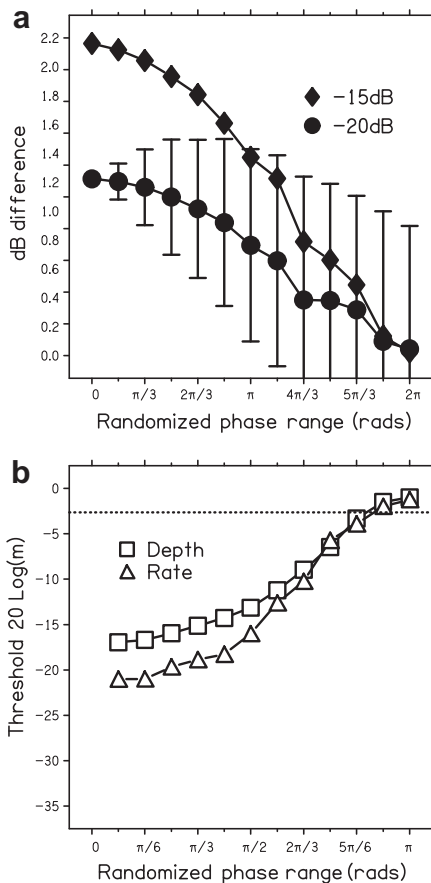 a
2.2
2.0
1.8
1.6
1.4
1.2
1.0
0.8
0.6
0.4
0.2
0.0
dB difference
-15dB
-20dB
0 π/3 2π/3 π 4π/3 5π/3 2π
Randomized phase range (rads)
b
0
-5
-10
-15
-20
-25
-30
-35
Threshold 20 Log(m)
Depth
Rate
0 π/6 π/3 π/2 2π/3 5π/6 π
Randomized phase range(rads)